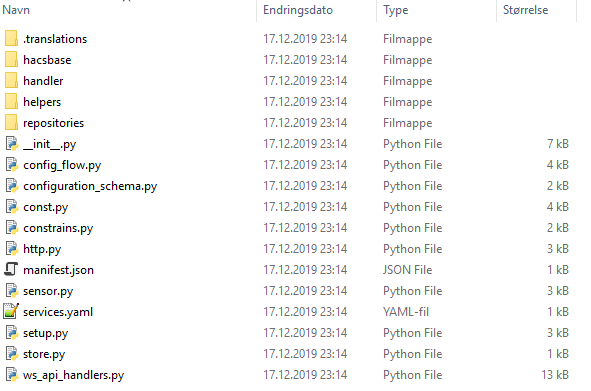 Navn Endringsdato Type Størrelse
.translations 17.12.2019 23:14 Filmappe
hacsbase 17.12.2019 23:14 Filmappe
handler 17.12.2019 23:14 Filmappe
helpers 17.12.2019 23:14 Filmappe
repositories 17.12.2019 23:14 Filmappe
__init__.py 17.12.2019 23:14 Python File 7 kB
config_flow.py 17.12.2019 23:14 Python File 4 kB
configuration_schema.py 17.12.2019 23:14 Python File 2 kB
const.py 17.12.2019 23:14 Python File 4 kB
constrains.py 17.12.2019 23:14 Python File 2 kB
http.py 17.12.2019 23:14 Python File 3 kB
manifest.json 17.12.2019 23:14 JSON File 1 kB
sensor.py 17.12.2019 23:14 Python File 3 kB
services.yaml 17.12.2019 23:14 YAML-fil 1 kB
setup.py 17.12.2019 23:14 Python File 3 kB
store.py 17.12.2019 23:14 Python File 1 kB
ws_api_handlers.py 17.12.2019 23:14 Python File 13 kB